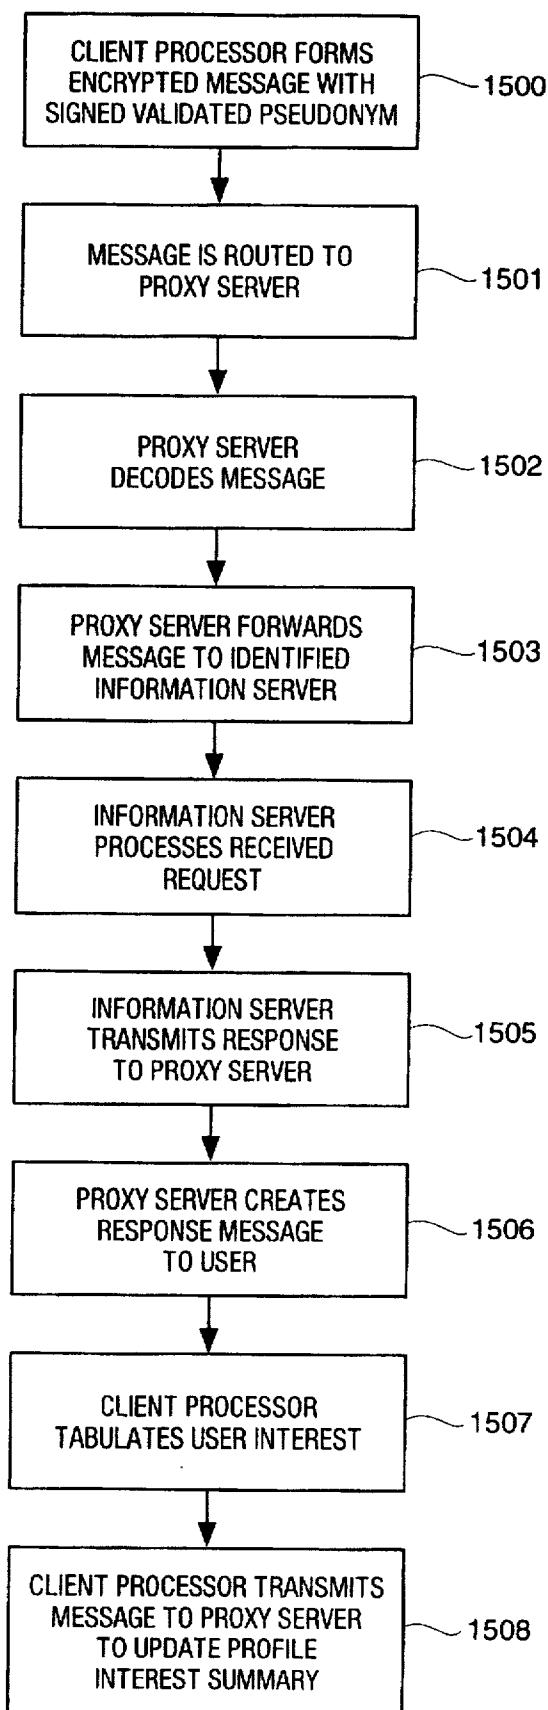 CLIENT PROCESSOR FORMS
ENCRYPTED MESSAGE WITH
SIGNED VALIDATED PSEUDONYM
1500
MESSAGE IS ROUTED TO
PROXY SERVER
1501
PROXY SERVER
DECODES MESSAGE
1502
PROXY SERVER FORWARDS
MESSAGE TO IDENTIFIED
INFORMATION SERVER
1503
INFORMATION SERVER
PROCESSES RECEIVED
REQUEST
1504
INFORMATION SERVER
TRANSMITS RESPONSE
TO PROXY SERVER
1505
PROXY SERVER CREATES
RESPONSE MESSAGE
TO USER
1506
CLIENT PROCESSOR
TABULATES USER INTEREST
1507
CLIENT PROCESSOR TRANSMITS
MESSAGE TO PROXY SERVER
TO UPDATE PROFILE
INTEREST SUMMARY
1508